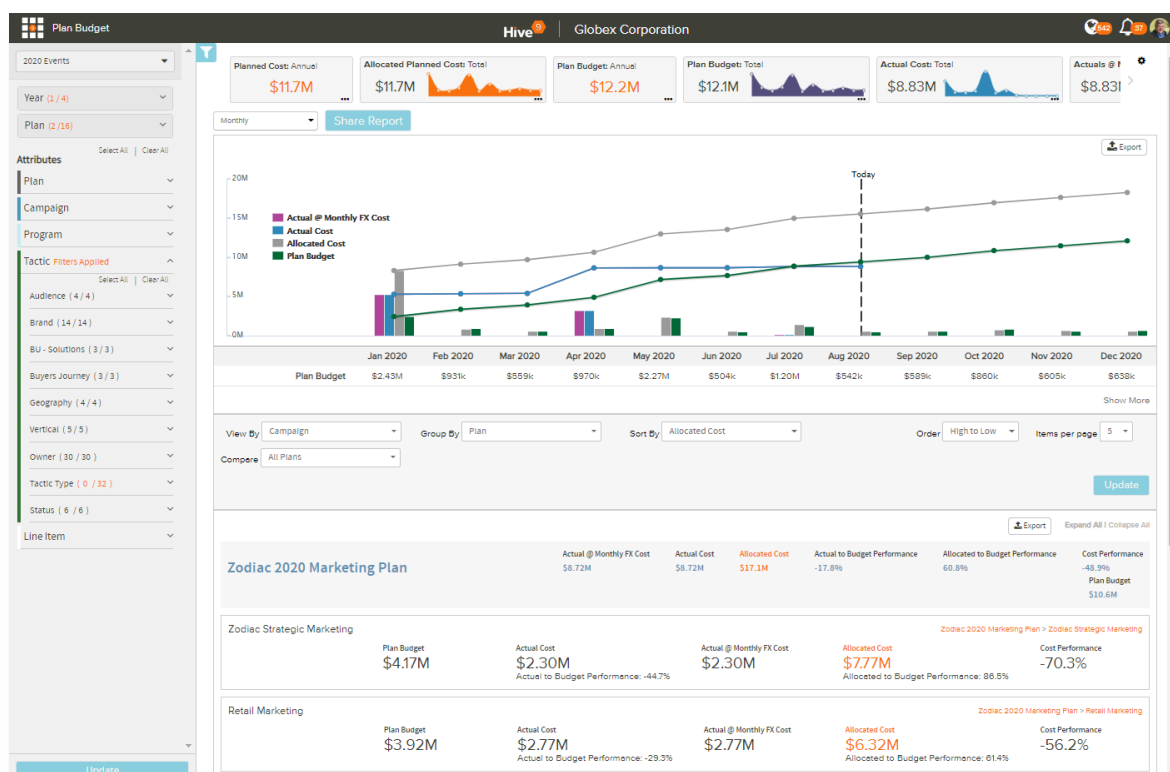 Plan Budget
Hive9
Globex Corporation
542
37
2020 Events
Year (1 / 4)
Plan (2 /16)
Select All | Clear All
Attributes
Plan
Campaign
Program
Tactic Filters Applied
Select All | Clear All
Audience ( 4 / 4 )
Brand ( 14 / 14 )
BU - Solutions ( 3 / 3 )
Buyers Journey ( 3 / 3 )
Geography ( 4 / 4 )
Vertical ( 5 / 5 )
Owner ( 30 / 30 )
Tactic Type ( 0 / 32 )
Status ( 6 / 6 )
Line Item
Update
Planned Cost: Annual
$11.7M
Allocated Planned Cost: Total
$11.7M
Plan Budget: Annual
$12.2M
Plan Budget: Total
$12.1M
Actual Cost: Total
$8.83M
Actuals @
$8.83
Monthly
Share Report
Export
Today
20M
15M
10M
5M
0M
Actual @ Monthly FX Cost
Actual Cost
Allocated Cost
Plan Budget
Jan 2020 Feb 2020 Mar 2020 Apr 2020 May 2020 Jun 2020 Jul 2020 Aug 2020 Sep 2020 Oct 2020 Nov 2020 Dec 2020
Plan Budget $2.43M $931k $559k $970k $2.27M $504k $1.20M $542k $589k $860k $605k $638k
Show More
View By Campaign Group By Plan Sort By Allocated Cost Order High to Low Items per page 5
Compare All Plans
Update
Export Expand All | Collapse All
Zodiac 2020 Marketing Plan
Actual @ Monthly FX Cost Actual Cost Allocated Cost Actual to Budget Performance Allocated to Budget Performance Cost Performance
$8.72M $8.72M $17.1M -17.8% 60.8% -48.9%
Plan Budget
$10.6M
Zodiac Strategic Marketing Zodiac 2020 Marketing Plan > Zodiac Strategic Marketing
Plan Budget Actual Cost Actual @ Monthly FX Cost Allocated Cost Cost Performance
$4.17M $2.30M $2.30M $7.77M -70.3%
Actual to Budget Performance: -44.7% Allocated to Budget Performance: 86.5%
Retail Marketing Zodiac 2020 Marketing Plan > Retail Marketing
Plan Budget Actual Cost Actual @ Monthly FX Cost Allocated Cost Cost Performance
$3.92M $2.77M $2.77M $6.32M -56.2%
Actual to Budget Performance: -29.3% Allocated to Budget Performance: 61.4%